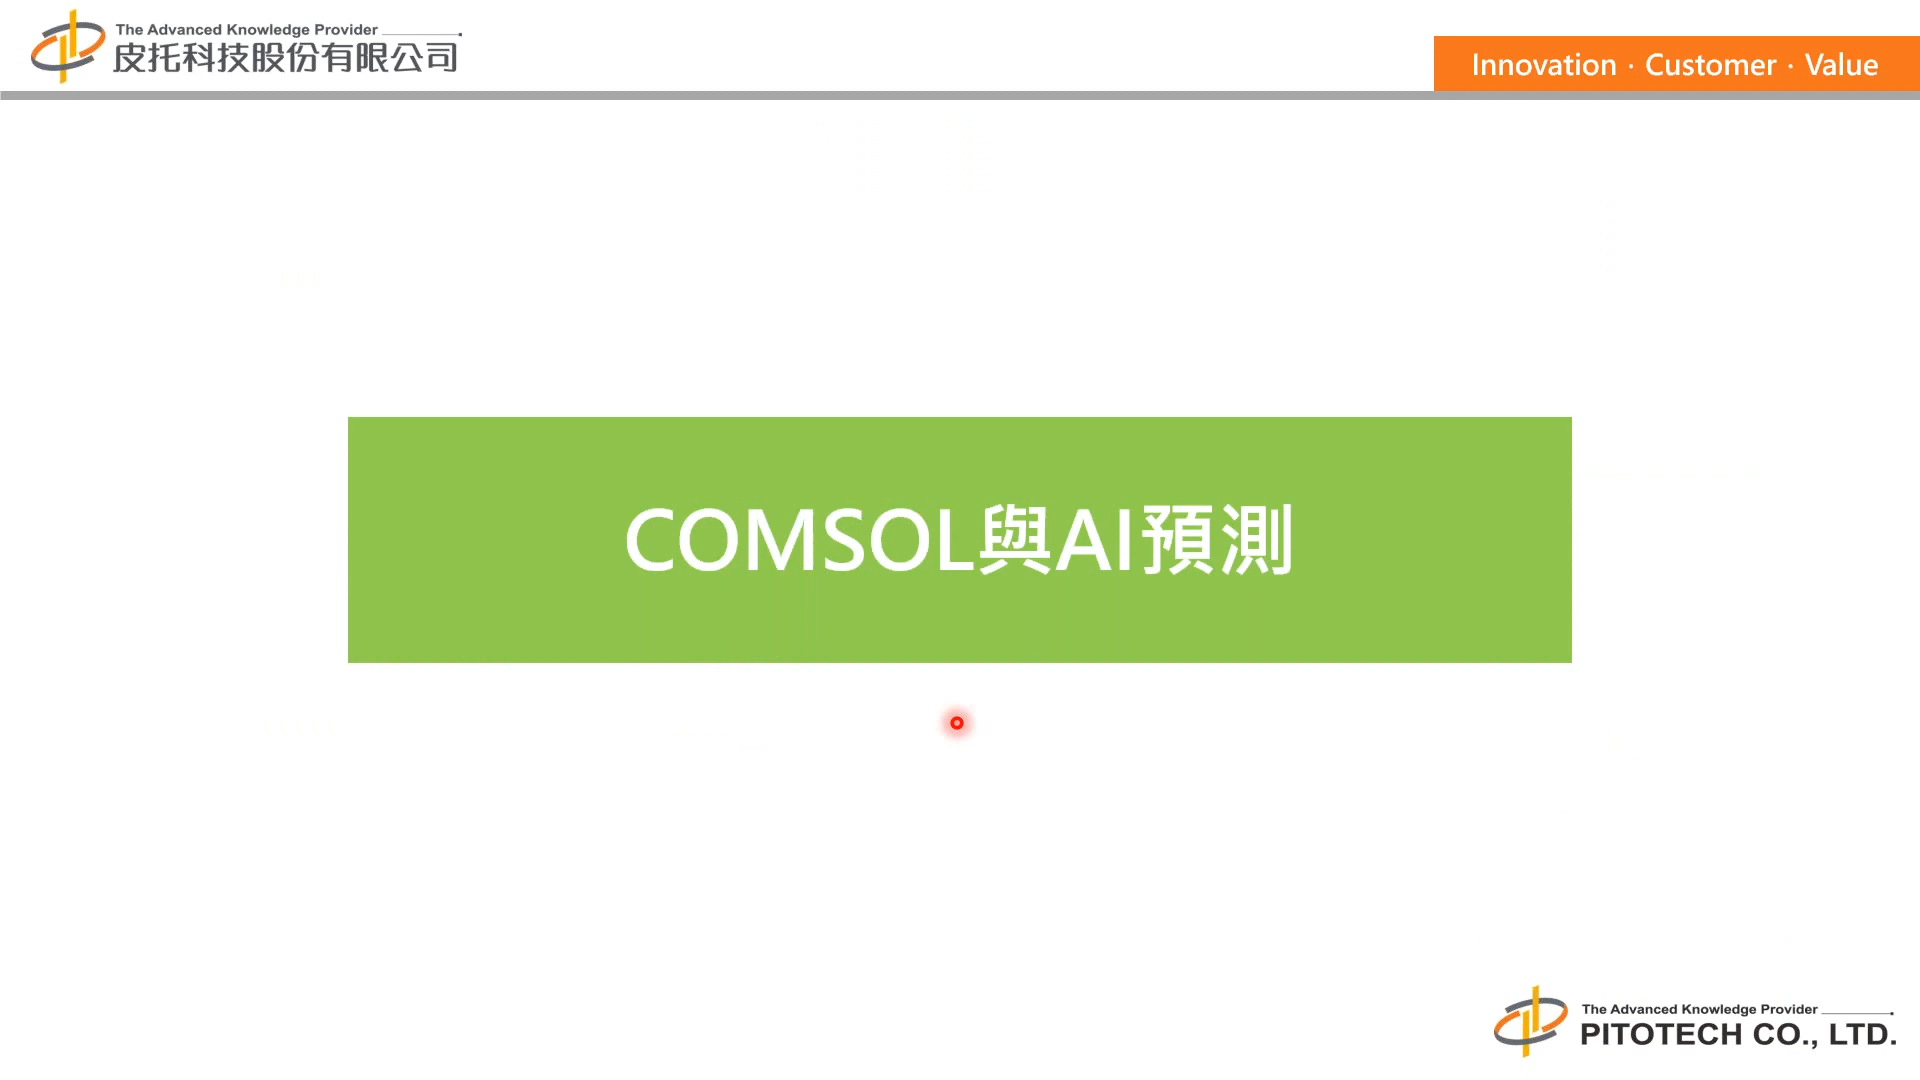 The Advanced Knowledge Provider
皮托科技股份有限公司
Innovation · Customer · Value
COMSOL與AI預測
The Advanced Knowledge Provider
PITOTECH CO., LTD.